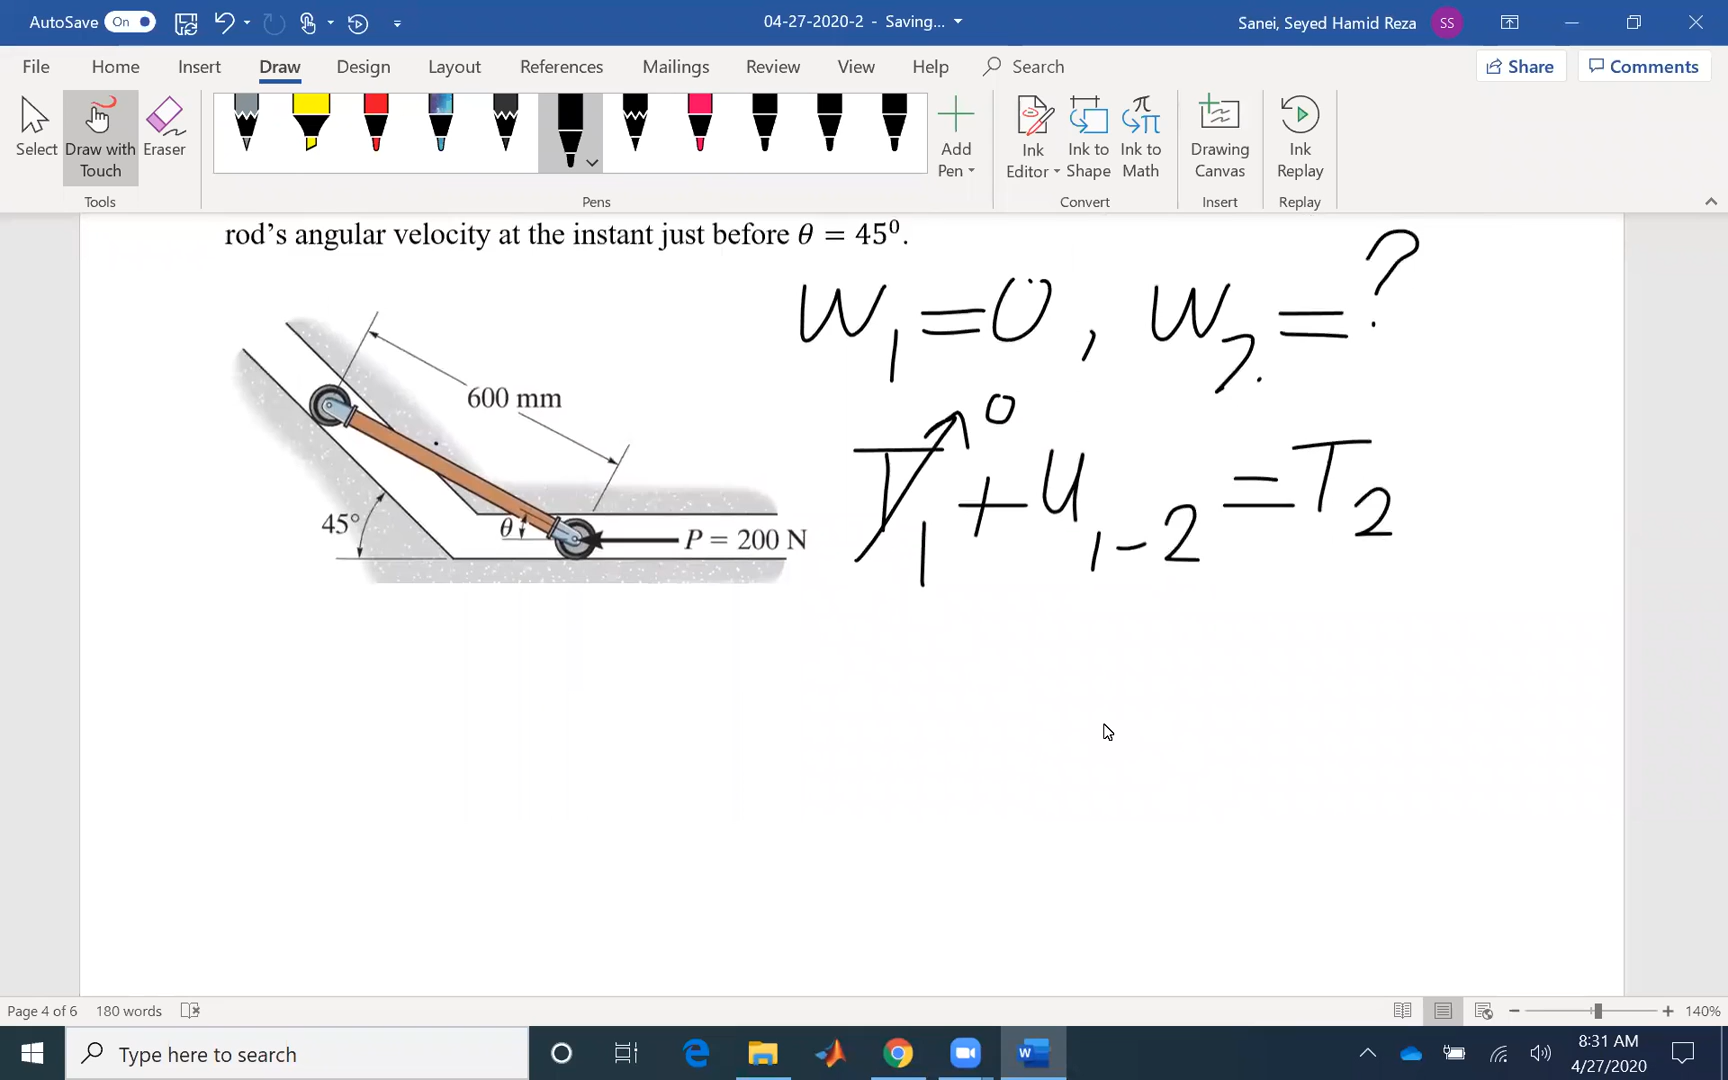 AutoSave On 04-27-2020-2 - Saving... Sanei, Seyed Hamid Reza SS
File Home Insert Draw Design Layout References Mailings Review View Help Search Share Comments
Select Draw with Touch Eraser Add Pen Ink Editor Ink to Shape Ink to Math Drawing Canvas Ink Replay
Tools Pens Convert Insert Replay
rod's angular velocity at the instant just before θ = 45⁰.
W₁ = 0, W₂ = ?
600 mm
0
T₁ + U₁₋₂ = T₂
45°
θ
P = 200 N
Page 4 of 6 180 words 140%
Type here to search
8:31 AM
4/27/2020